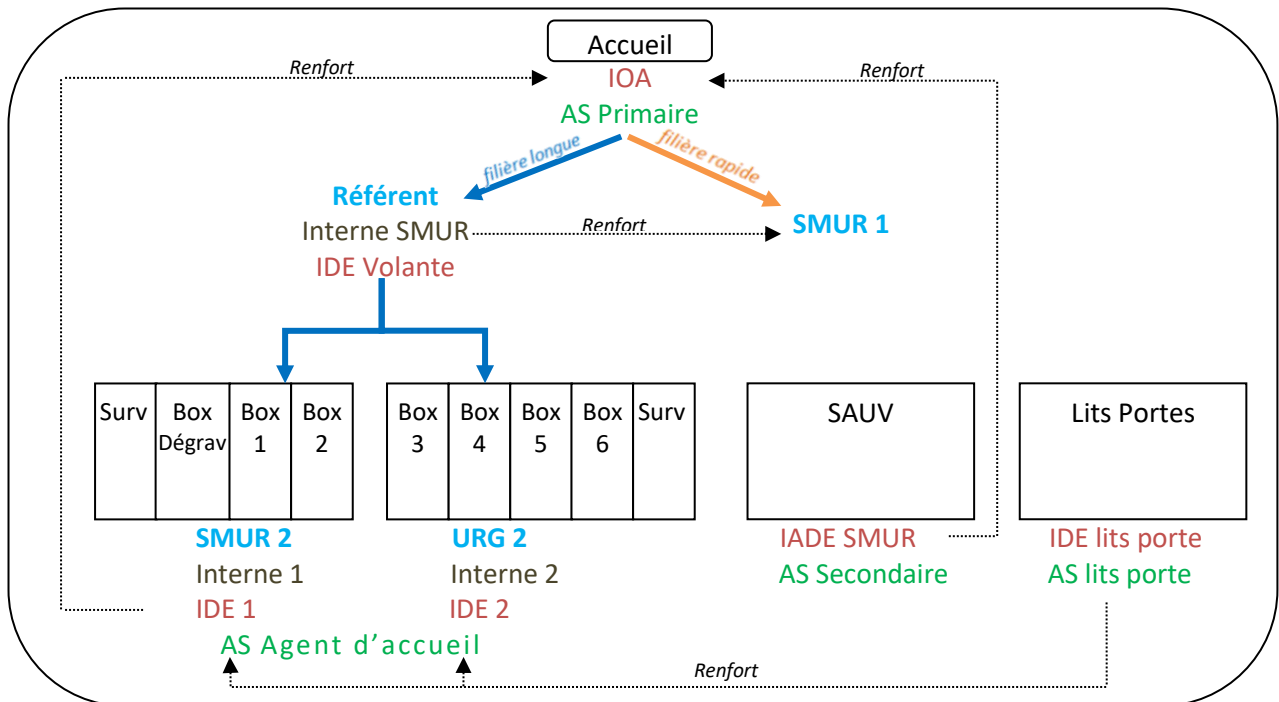 Accueil
Renfort
IOA
Renfort
AS Primaire
filière longue
filière rapide
Référent
Interne SMUR
Renfort
SMUR 1
IDE Volante
Surv
Box Dégrav
Box 1
Box 2
Box 3
Box 4
Box 5
Box 6
Surv
SAUV
Lits Portes
SMUR 2
Interne 1
IDE 1
URG 2
Interne 2
IDE 2
AS Agent d’accueil
IADE SMUR
AS Secondaire
IDE lits porte
AS lits porte
Renfort